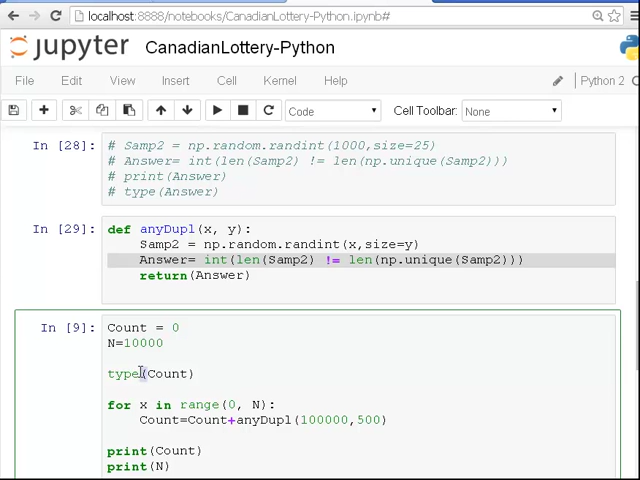 localhost:8888/notebooks/CanadianLottery-Python.ipynb#
jupyter CanadianLottery-Python
File Edit View Insert Cell Kernel Help Python 2
Code Cell Toolbar: None
In [28]: # Samp2 = np.random.randint(1000,size=25)
# Answer= int(len(Samp2) != len(np.unique(Samp2)))
# print(Answer)
# type(Answer)
In [29]: def anyDupl(x, y):
Samp2 = np.random.randint(x,size=y)
Answer= int(len(Samp2) != len(np.unique(Samp2)))
return(Answer)
In [9]: Count = 0
N=10000
type(Count)
for x in range(0, N):
Count=Count+anyDupl(100000,500)
print(Count)
print(N)